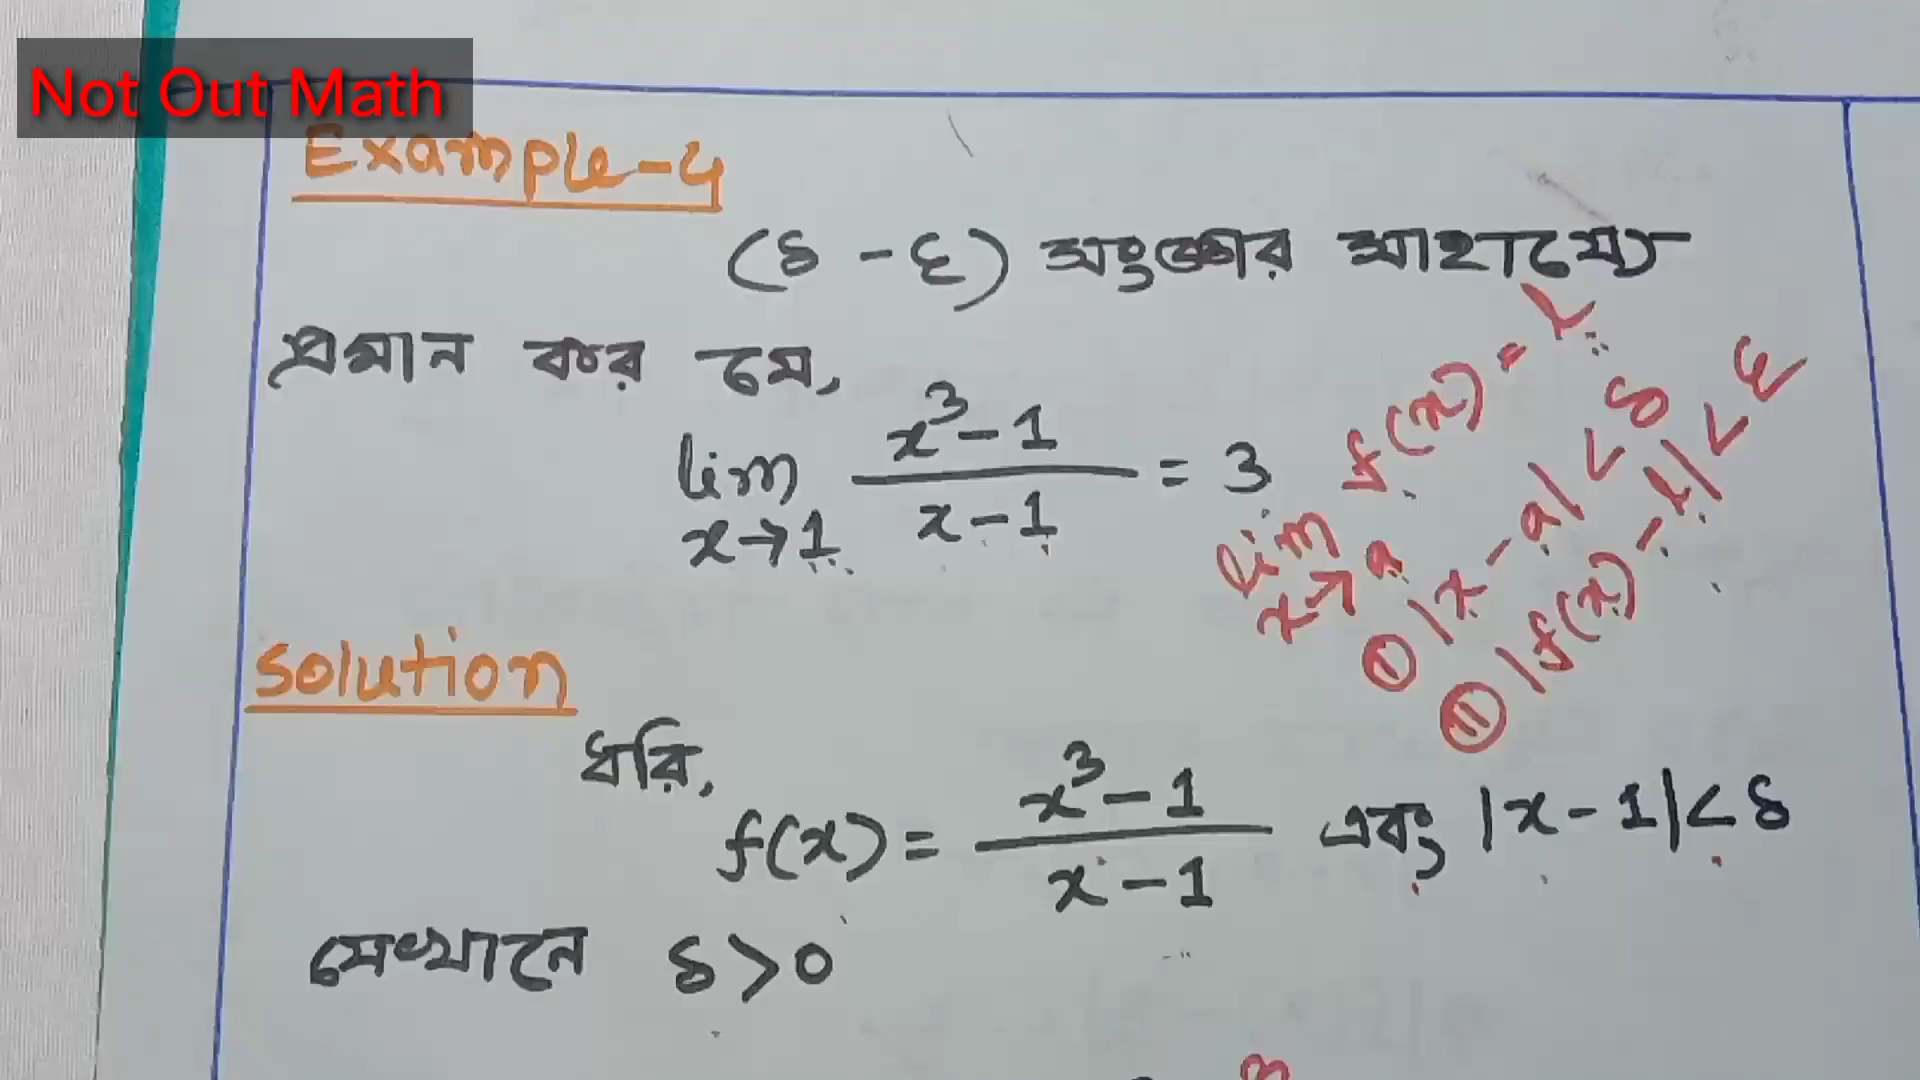 Not Out Math
Example-4
(δ - ε) সংজ্ঞার সাহায্যে
প্রমান কর যে,
lim x→1 (x³-1)/(x-1) = 3
lim x→a f(x) = l
① |x-a| < δ
② |f(x)-l| < ε
Solution
ধরি,
f(x) = (x³-1)/(x-1) এবং |x-1| < δ
যেখানে δ > 0